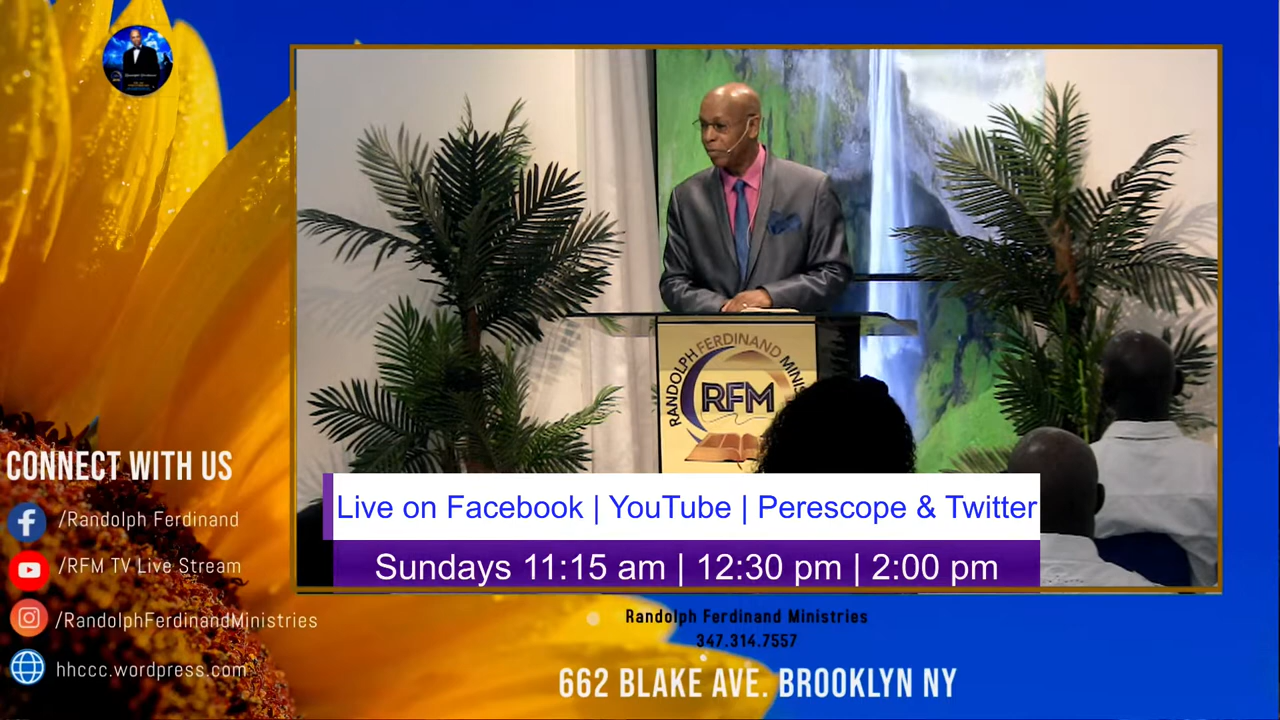 RANDOLPH FERDINAND MINIS
RFM
CONNECT WITH US
/Randolph Ferdinand
/RFM TV Live Stream
/RandolphFerdinandMinistries
hhccc.wordpress.com
Live on Facebook | YouTube | Perescope & Twitter
Sundays 11:15 am | 12:30 pm | 2:00 pm
Randolph Ferdinand Ministries
347.314.7557
662 BLAKE AVE. BROOKLYN NY